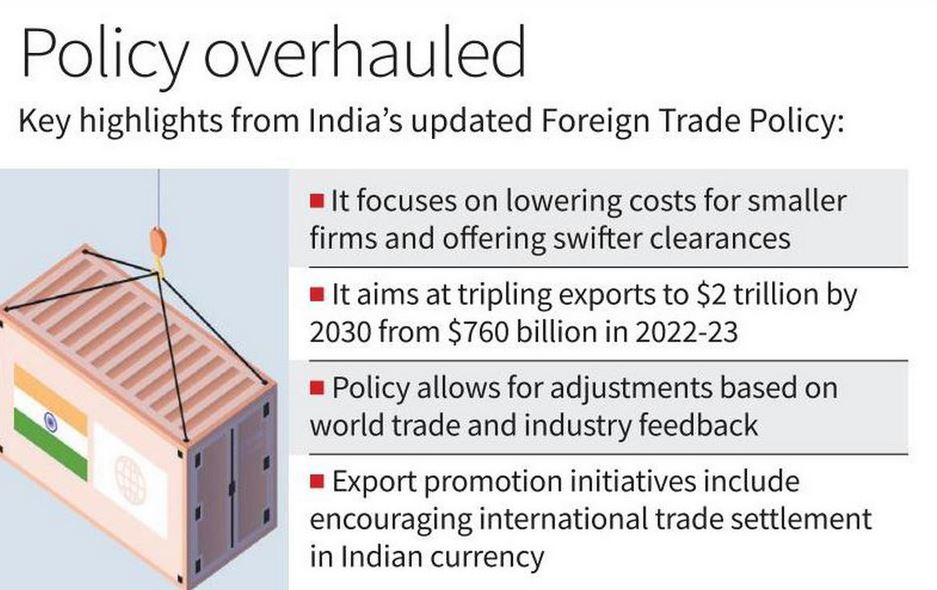 Policy overhauled
Key highlights from India's updated Foreign Trade Policy:
■ It focuses on lowering costs for smaller
firms and offering swifter clearances
■ It aims at tripling exports to $2 trillion by
2030 from $760 billion in 2022-23
■ Policy allows for adjustments based on
world trade and industry feedback
■ Export promotion initiatives include
encouraging international trade settlement
in Indian currency